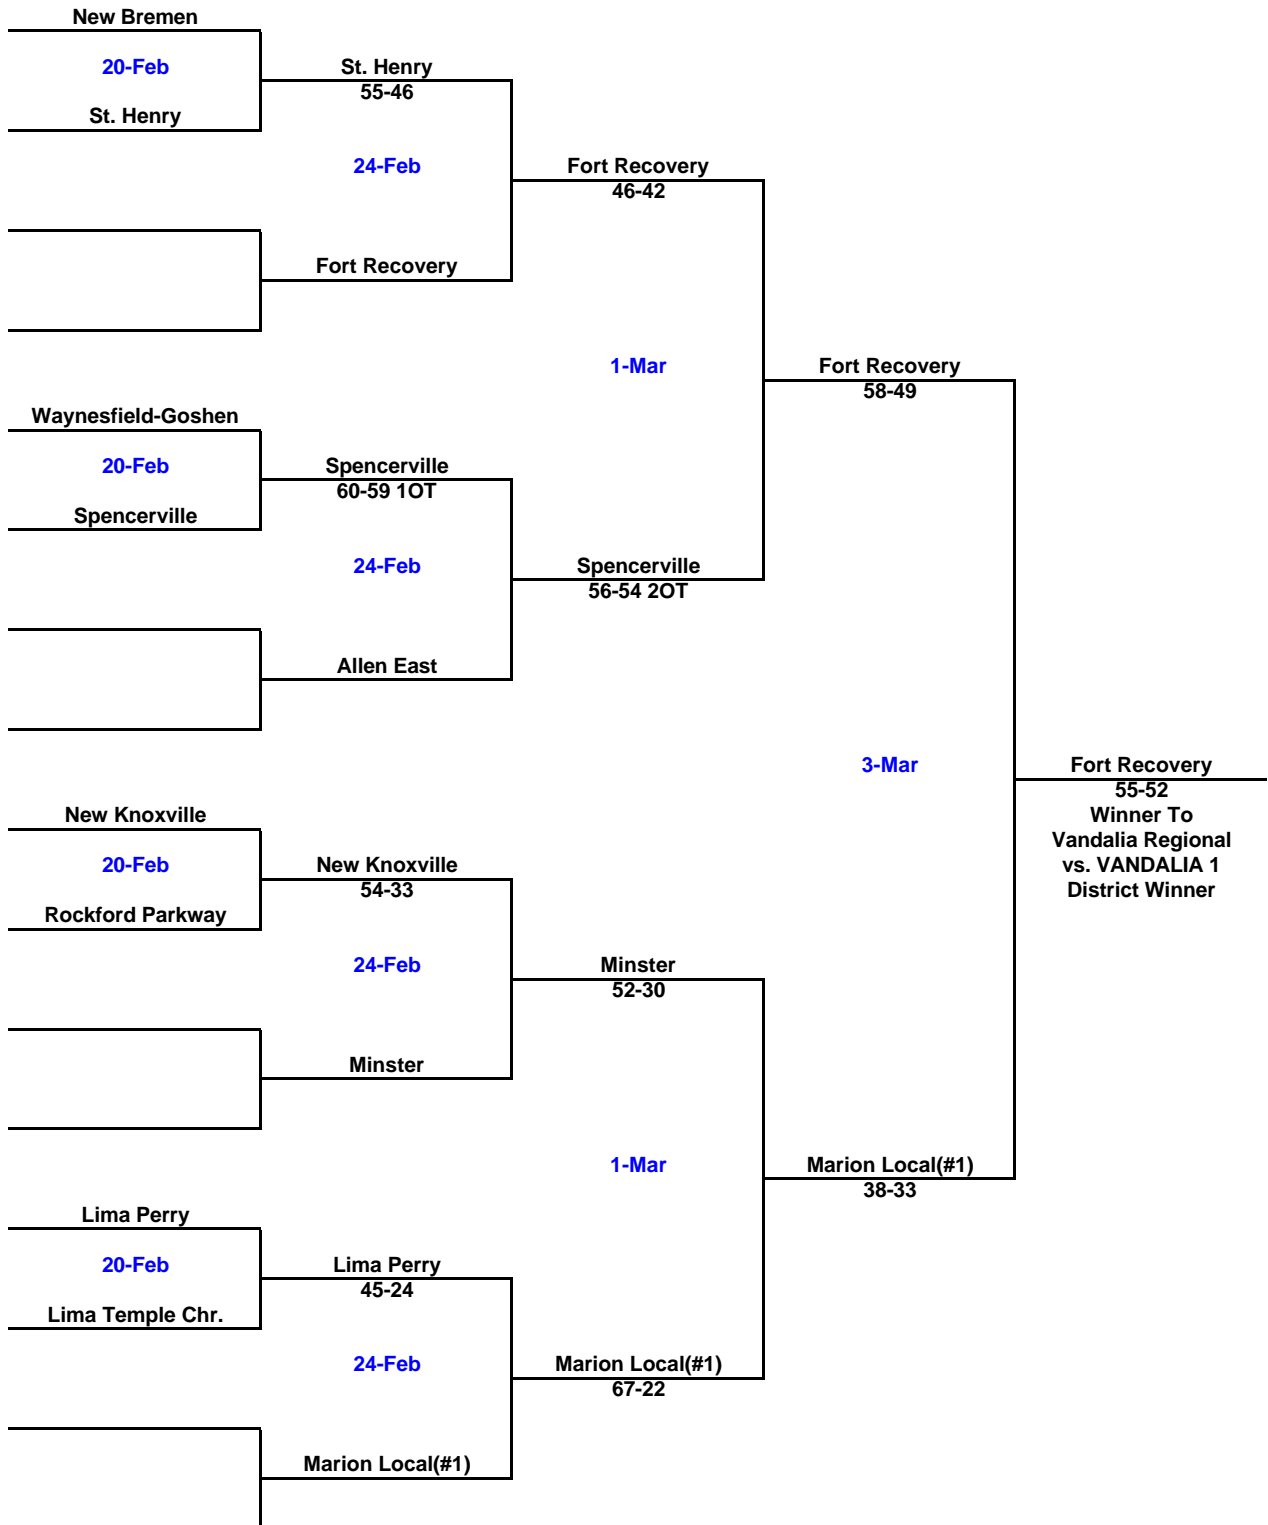 New Bremen
20-Feb
St. Henry
St. Henry
55-46
24-Feb
Fort Recovery
46-42
Fort Recovery
1-Mar
Fort Recovery
58-49
Waynesfield-Goshen
20-Feb
Spencerville
60-59 1OT
Spencerville
24-Feb
Spencerville
56-54 2OT
Allen East
3-Mar
Fort Recovery
55-52
Winner To
Vandalia Regional
vs. VANDALIA 1
District Winner
New Knoxville
20-Feb
New Knoxville
54-33
Rockford Parkway
24-Feb
Minster
52-30
Minster
1-Mar
Marion Local(#1)
38-33
Lima Perry
20-Feb
Lima Perry
45-24
Lima Temple Chr.
24-Feb
Marion Local(#1)
67-22
Marion Local(#1)